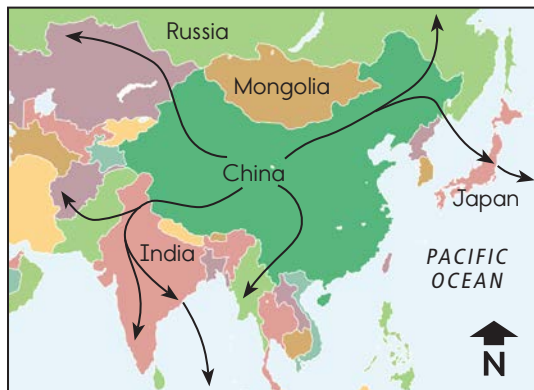 Russia
Mongolia
China
Japan
India
PACIFIC
OCEAN
N